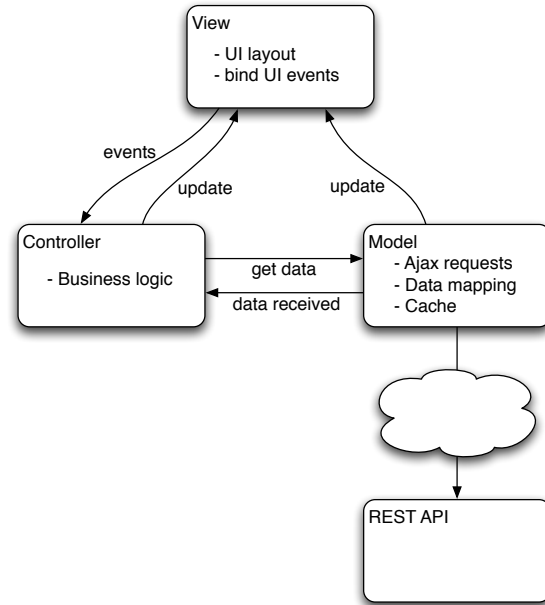 View
- UI layout
- bind UI events
events
update
update
Controller
- Business logic
get data
data received
Model
- Ajax requests
- Data mapping
- Cache
REST API